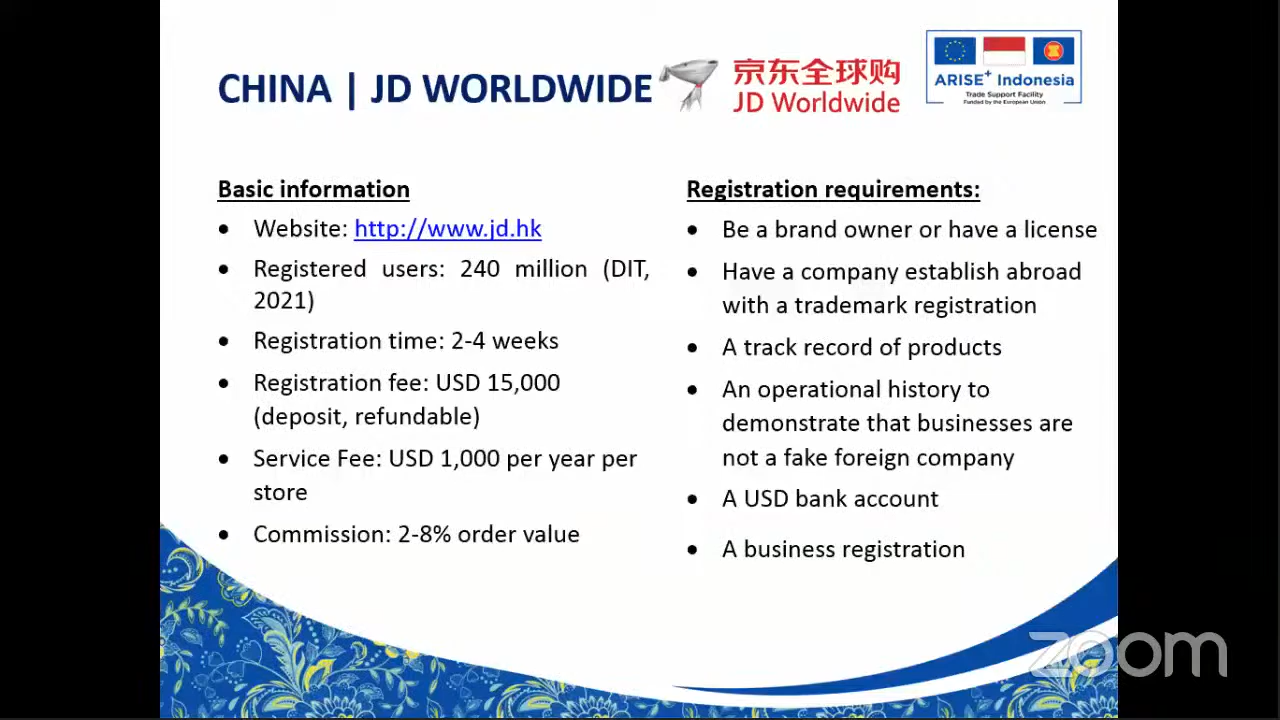 CHINA | JD WORLDWIDE
京东全球购
JD Worldwide
ARISE+ Indonesia
Trade Support Facility
Funded by the European Union
Basic information
• Website: http://www.jd.hk
• Registered users: 240 million (DIT,
2021)
• Registration time: 2-4 weeks
• Registration fee: USD 15,000
(deposit, refundable)
• Service Fee: USD 1,000 per year per
store
• Commission: 2-8% order value
Registration requirements:
• Be a brand owner or have a license
• Have a company establish abroad
with a trademark registration
• A track record of products
• An operational history to
demonstrate that businesses are
not a fake foreign company
• A USD bank account
• A business registration
zoom